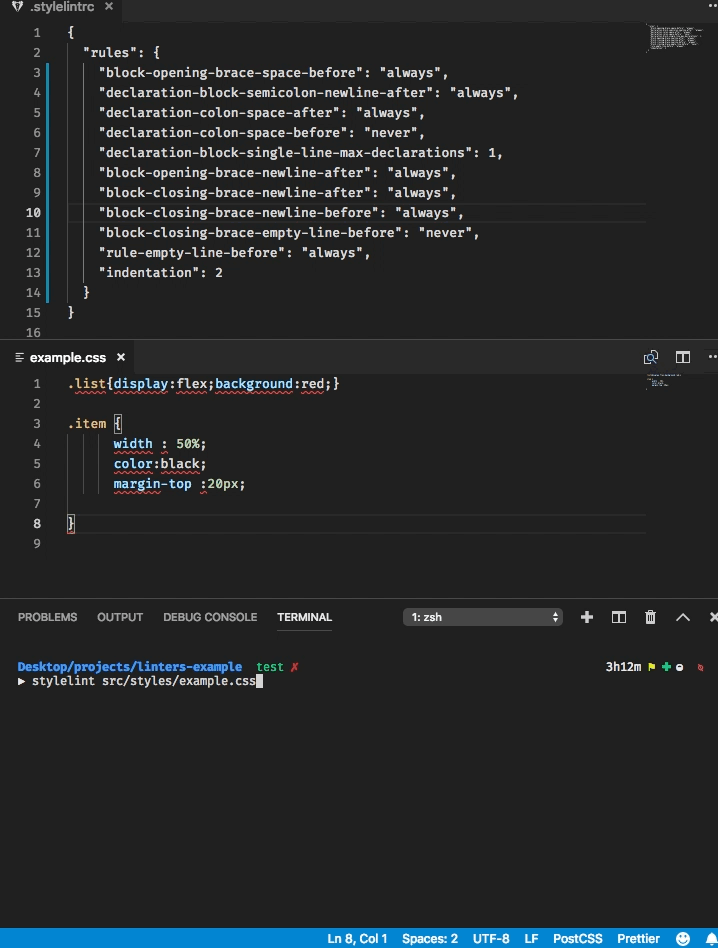 .stylelintrc ×
1 {
2 "rules": {
3 "block-opening-brace-space-before": "always",
4 "declaration-block-semicolon-newline-after": "always",
5 "declaration-colon-space-after": "always",
6 "declaration-colon-space-before": "never",
7 "declaration-block-single-line-max-declarations": 1,
8 "block-opening-brace-newline-after": "always",
9 "block-closing-brace-newline-after": "always",
10 "block-closing-brace-newline-before": "always",
11 "block-closing-brace-empty-line-before": "never",
12 "rule-empty-line-before": "always",
13 "indentation": 2
14 }
15 }
16
example.css ×
1 .list{display:flex;background:red;}
2
3 .item {
4 width : 50%;
5 color:black;
6 margin-top :20px;
7
8 }
9
PROBLEMS OUTPUT DEBUG CONSOLE TERMINAL 1: zsh
Desktop/projects/linters-example test ✗ 3h12m
▶ stylelint src/styles/example.css
Ln 8, Col 1 Spaces: 2 UTF-8 LF PostCSS Prettier